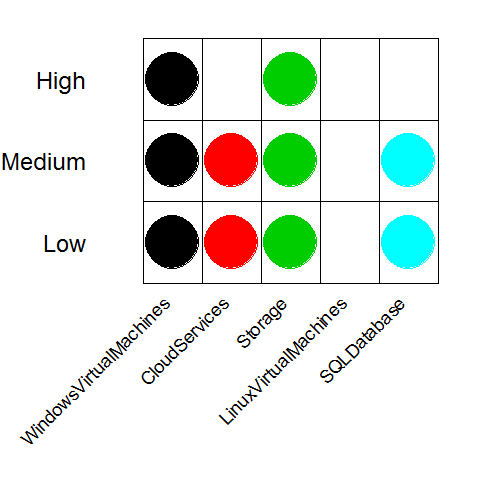 High
Medium
Low
WindowsVirtualMachines
CloudServices
Storage
LinuxVirtualMachines
SQLDatabase